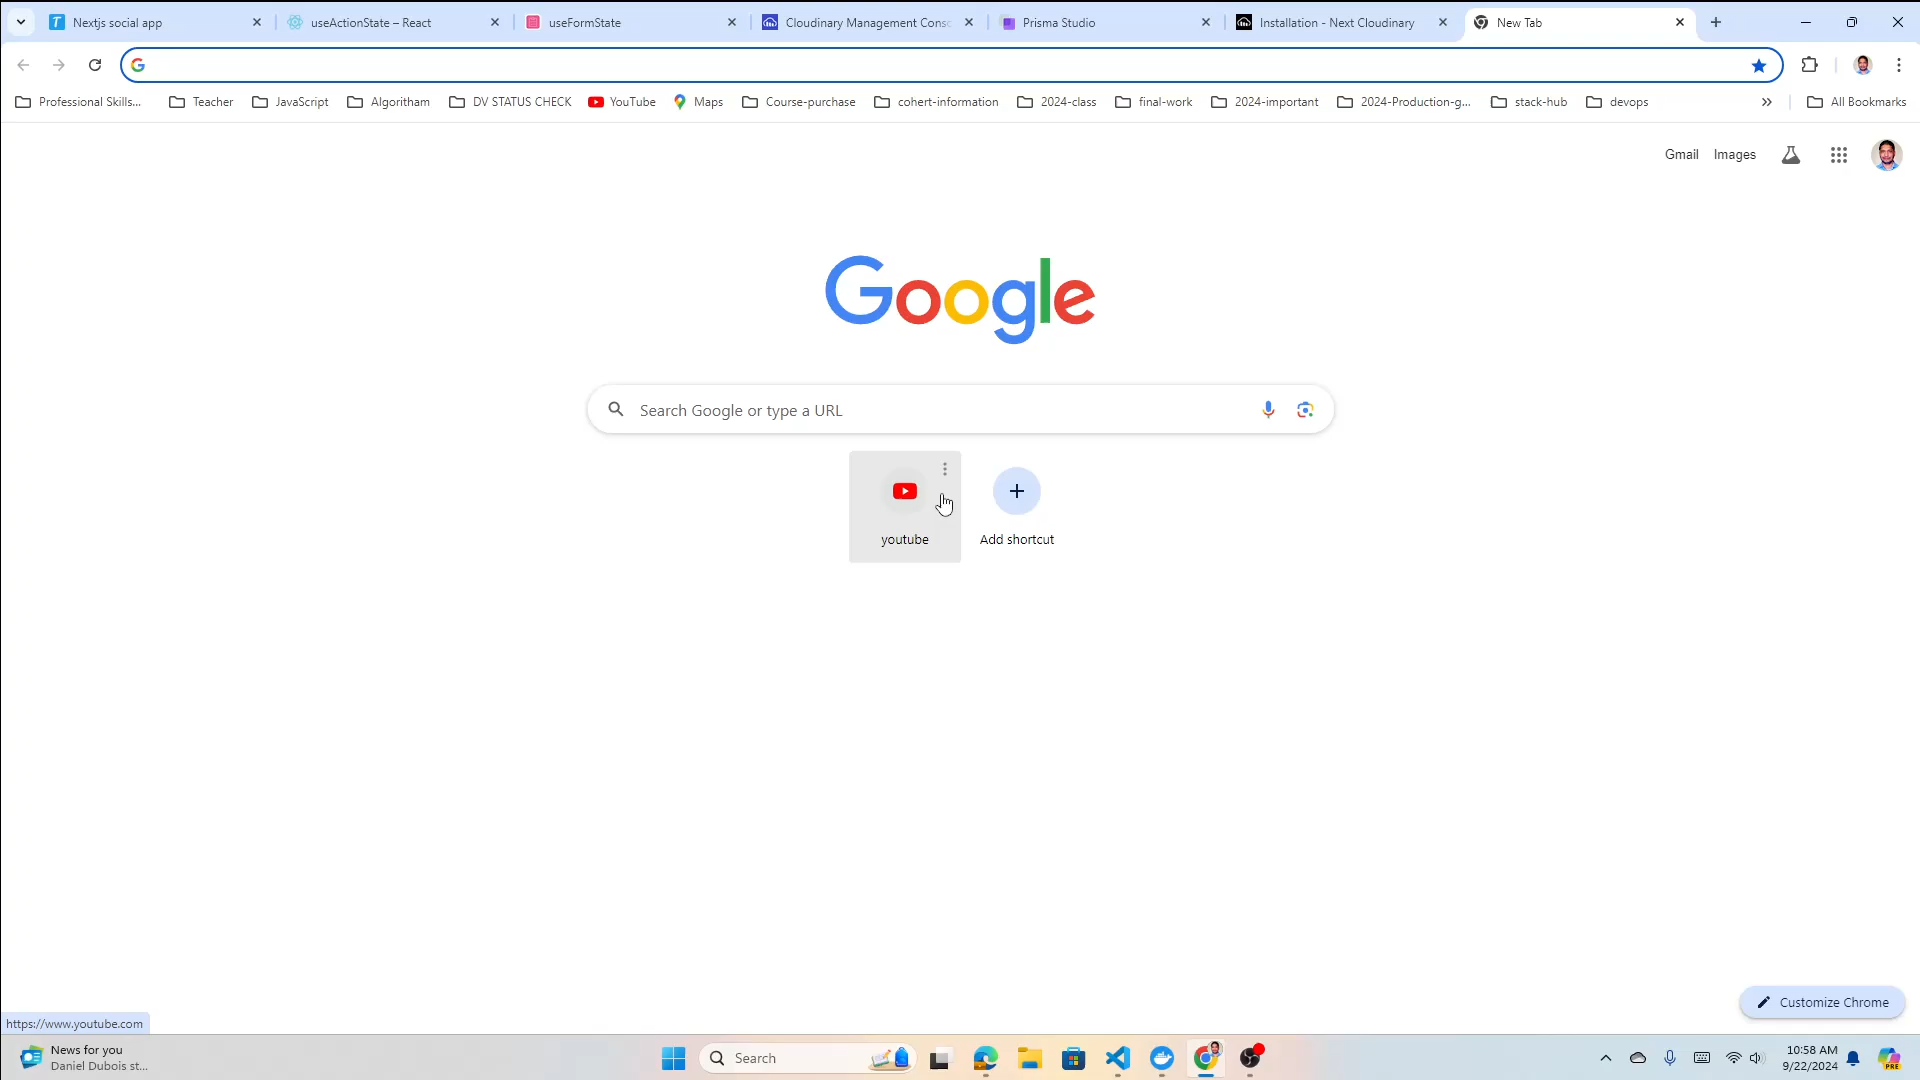 Nextjs social app
useActionState – React
useFormState
Cloudinary Management Consc
Prisma Studio
Installation - Next Cloudinary
New Tab
Professional Skills...
Teacher
JavaScript
Algoritham
DV STATUS CHECK
YouTube
Maps
Course-purchase
cohert-information
2024-class
final-work
2024-important
2024-Production-g...
stack-hub
devops
All Bookmarks
Gmail
Images
Google
Search Google or type a URL
youtube
Add shortcut
Customize Chrome
https://www.youtube.com
News for you
Daniel Dubois st...
Search
10:58 AM
9/22/2024
PRE